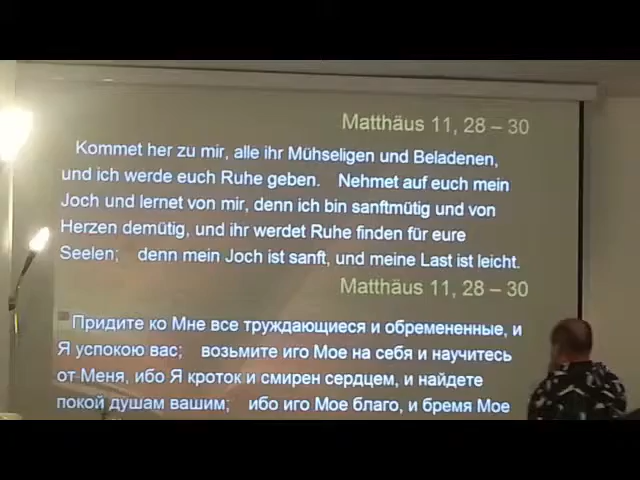 Matthäus 11, 28 – 30
Kommet her zu mir, alle ihr Mühseligen und Beladenen,
und ich werde euch Ruhe geben. Nehmet auf euch mein
Joch und lernet von mir, denn ich bin sanftmütig und von
Herzen demütig, und ihr werdet Ruhe finden für eure
Seelen; denn mein Joch ist sanft, und meine Last ist leicht.
Matthäus 11, 28 – 30
Придите ко Мне все труждающиеся и обремененные, и
Я успокою вас; возьмите иго Мое на себя и научитесь
от Меня, ибо Я кроток и смирен сердцем, и найдете
покой душам вашим; ибо иго Мое благо, и бремя Мое